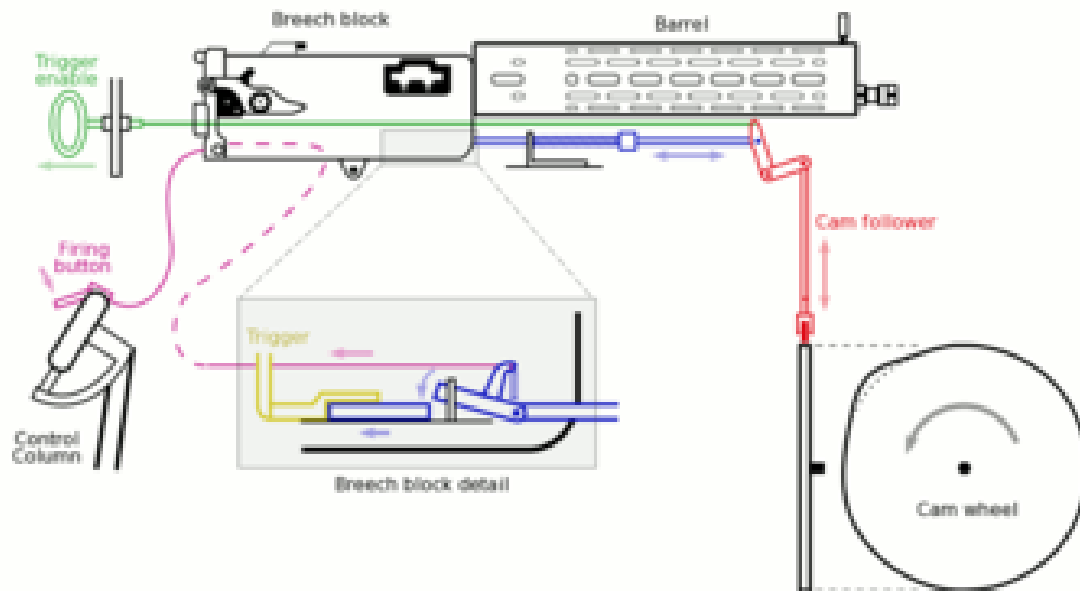 Breech block
Barrel
Trigger
enable
Cam follower
Firing
button
Trigger
Control
Column
Breech block detail
Cam wheel